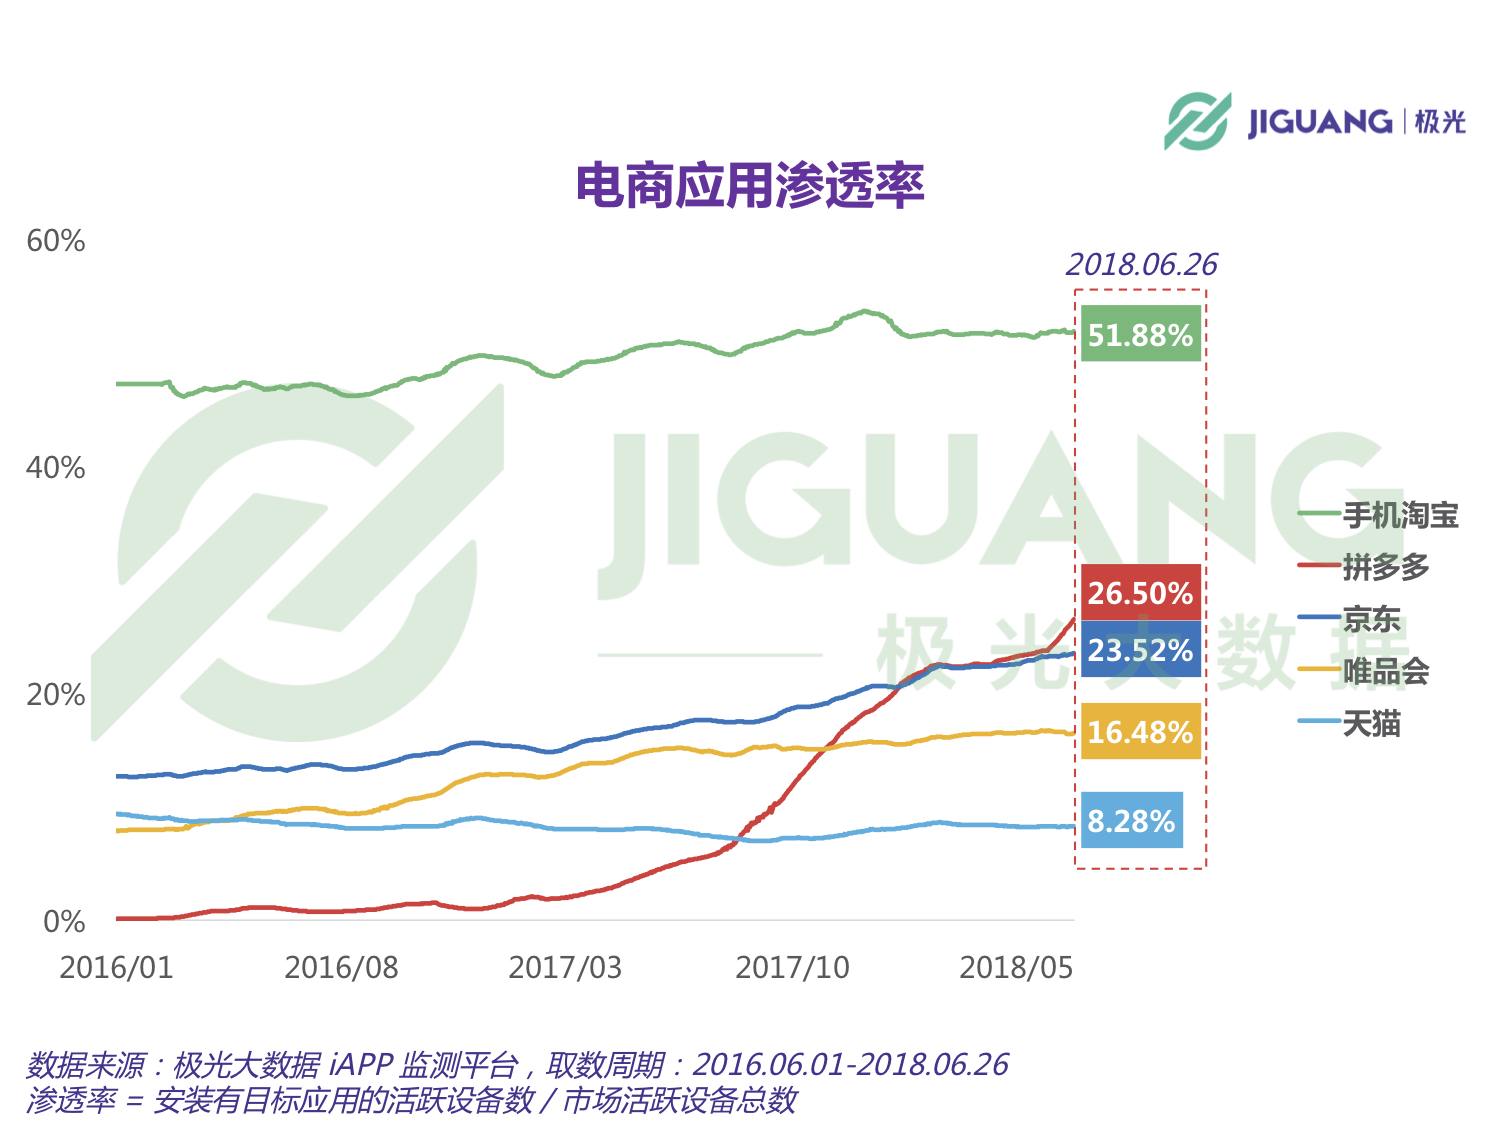 JIGUANG | 极光
电商应用渗透率
60%
40%
20%
0%
2018.06.26
51.88%
26.50%
23.52%
16.48%
8.28%
手机淘宝
拼多多
京东
唯品会
天猫
JIGUANG
极光大数据
2016/01 2016/08 2017/03 2017/10 2018/05
数据来源：极光大数据 iAPP 监测平台，取数周期：2016.06.01-2018.06.26
渗透率 = 安装有目标应用的活跃设备数 / 市场活跃设备总数